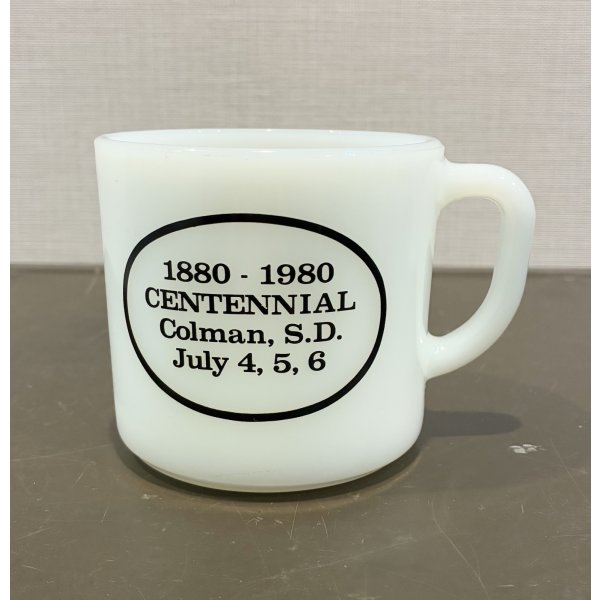 1880 - 1980
CENTENNIAL
Colman, S.D.
July 4, 5, 6